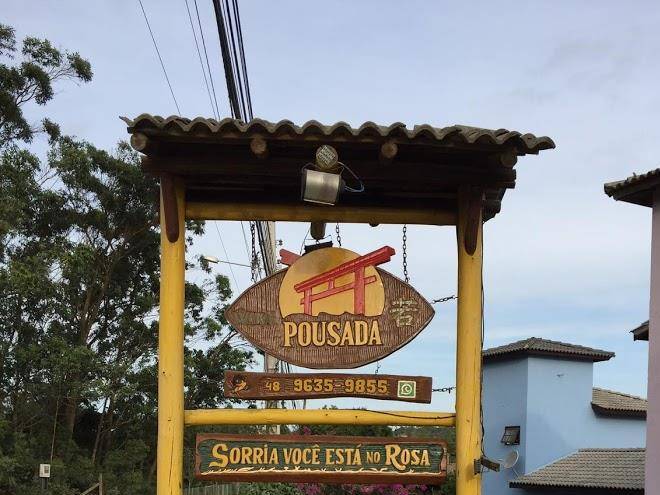 POUSADA
48 9635-9855
SORRIA VOCÊ ESTÁ NO ROSA